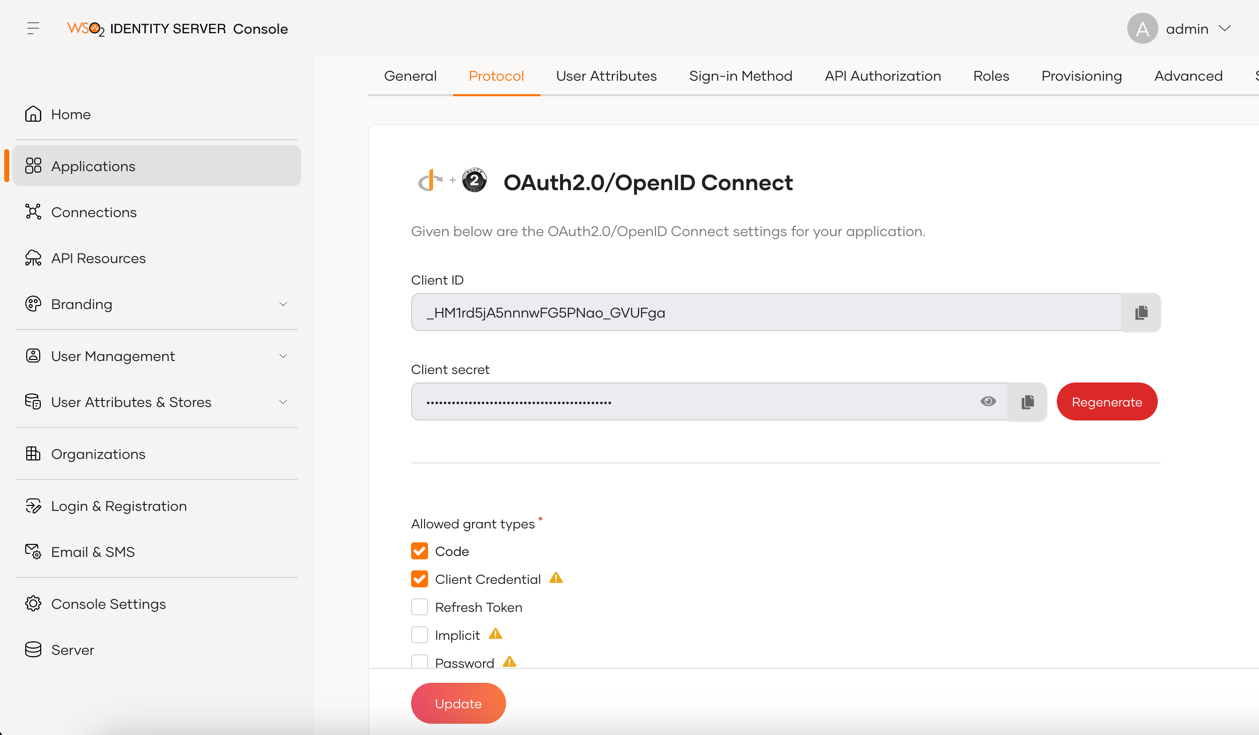 WSO2 IDENTITY SERVER Console
A admin
General Protocol User Attributes Sign-in Method API Authorization Roles Provisioning Advanced
Home
Applications
Connections
API Resources
Branding
User Management
User Attributes & Stores
Organizations
Login & Registration
Email & SMS
Console Settings
Server
+ 2 OAuth2.0/OpenID Connect
Given below are the OAuth2.0/OpenID Connect settings for your application.
Client ID
_HM1rd5jA5nnnwFG5PNao_GVUFga
Client secret
••••••••••••••••••••••••••••••••••••••••••••
Regenerate
Allowed grant types *
Code
Client Credential
Refresh Token
Implicit
Password
Update